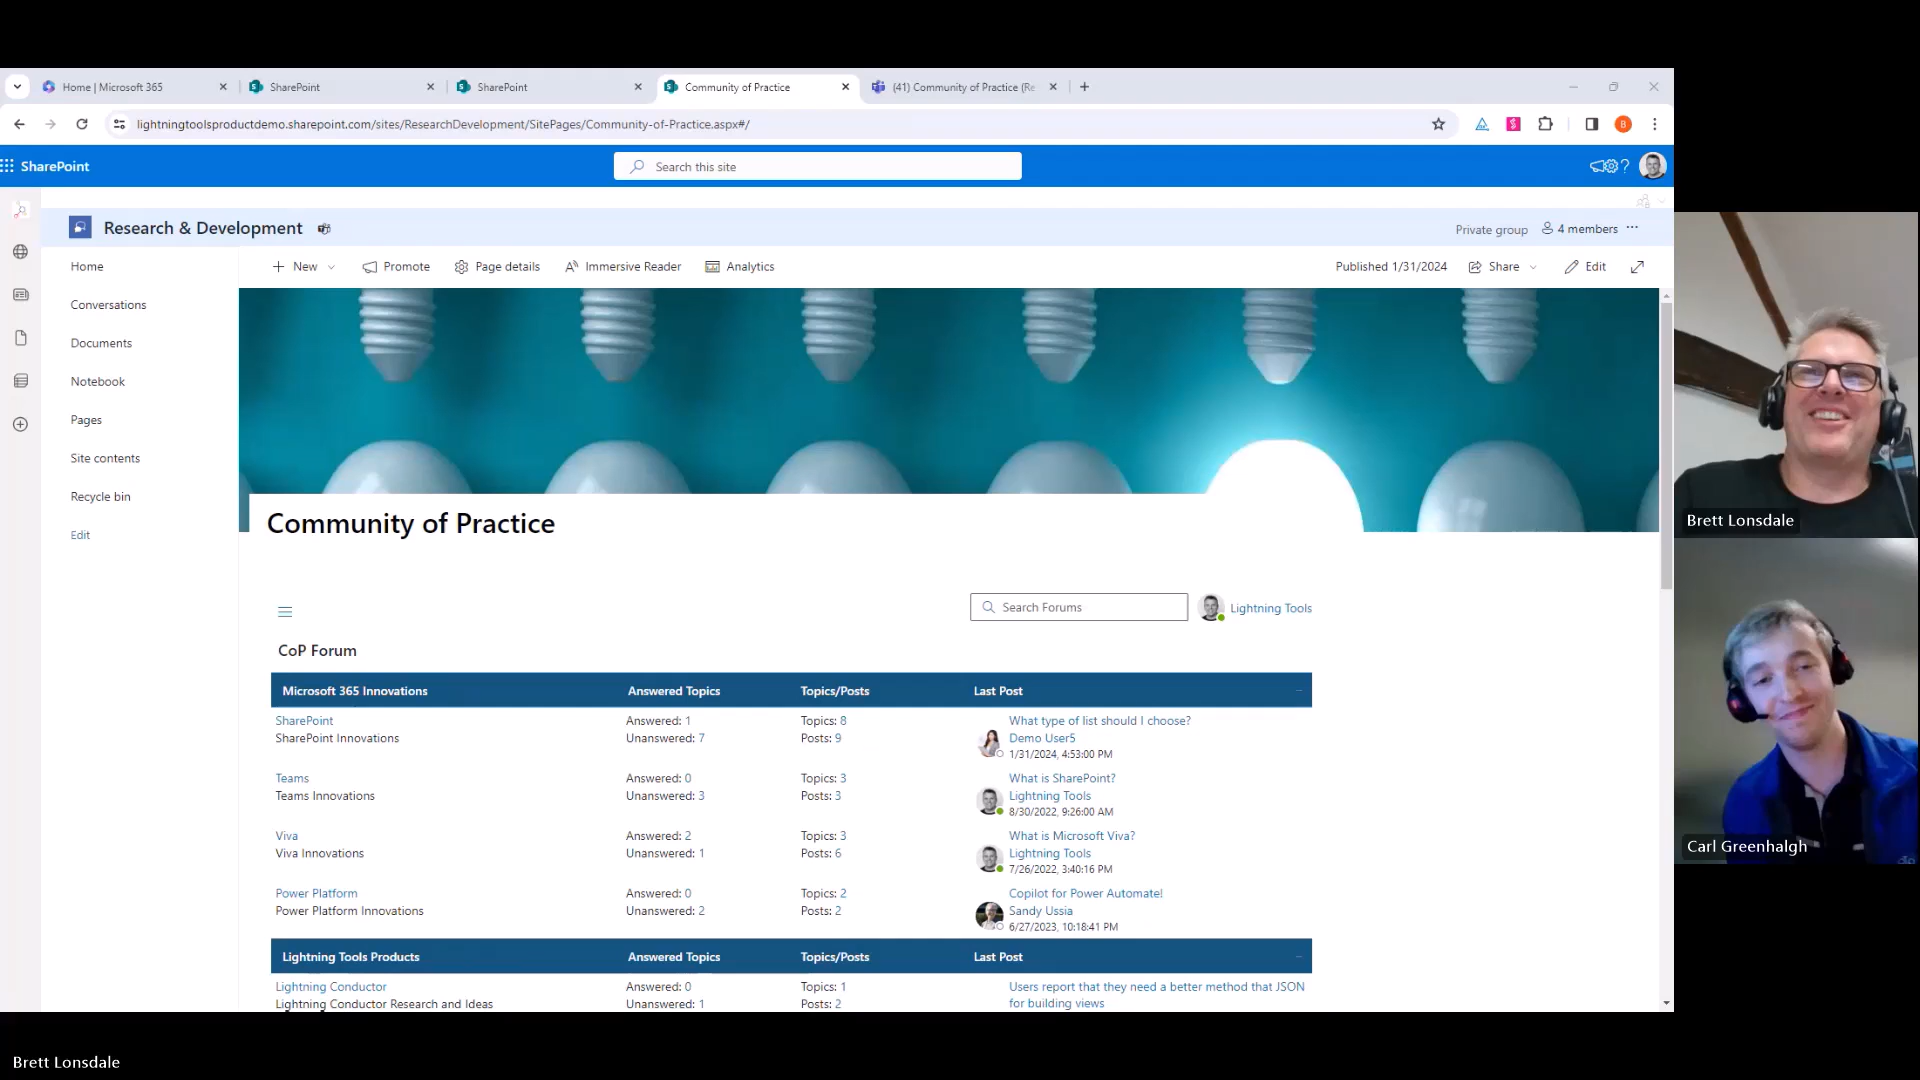 Home | Microsoft 365
SharePoint
SharePoint
Community of Practice
(41) Community of Practice (Re
lightningtoolsproductdemo.sharepoint.com/sites/ResearchDevelopment/SitePages/Community-of-Practice.aspx#/
8
SharePoint
Search this site
?
Research & Development
Private group
4 members
Home
Conversations
Documents
Notebook
Pages
Site contents
Recycle bin
Edit
New
Promote
Page details
Immersive Reader
Analytics
Published 1/31/2024
Share
Edit
Community of Practice
Search Forums
Lightning Tools
CoP Forum
Microsoft 365 Innovations Answered Topics Topics/Posts Last Post
SharePoint Answered: 1 Topics: 8 What type of list should I choose?
SharePoint Innovations Unanswered: 7 Posts: 9 Demo User5
1/31/2024, 4:53:00 PM
Teams Answered: 0 Topics: 3 What is SharePoint?
Teams Innovations Unanswered: 3 Posts: 3 Lightning Tools
8/30/2022, 9:26:00 AM
Viva Answered: 2 Topics: 3 What is Microsoft Viva?
Viva Innovations Unanswered: 1 Posts: 6 Lightning Tools
7/26/2022, 3:40:16 PM
Power Platform Answered: 0 Topics: 2 Copilot for Power Automate!
Power Platform Innovations Unanswered: 2 Posts: 2 Sandy Ussia
6/27/2023, 10:18:41 PM
Lightning Tools Products Answered Topics Topics/Posts Last Post
Lightning Conductor Answered: 0 Topics: 1 Users report that they need a better method that JSON
Lightning Conductor Research and Ideas Unanswered: 1 Posts: 2 for building views
Brett Lonsdale
Carl Greenhalgh
Brett Lonsdale